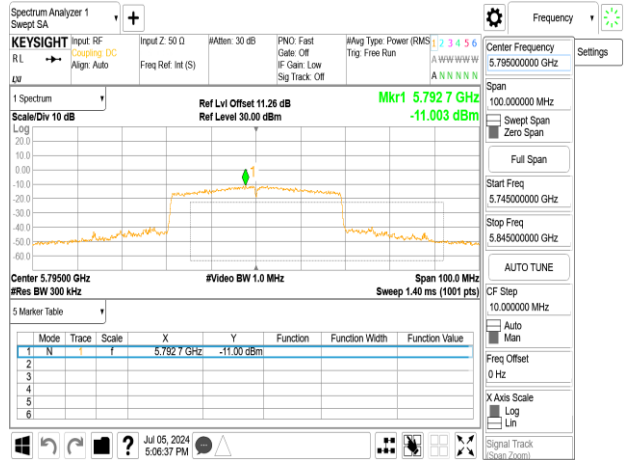 Spectrum Analyzer 1
Swept SA
+
Frequency
Settings
KEYSIGHT
RL
LXI
Input: RF
Coupling: DC
Align: Auto
Input Z: 50 Ω
Freq Ref: Int (S)
#Atten: 30 dB
PNO: Fast
Gate: Off
IF Gain: Low
Sig Track: Off
#Avg Type: Power (RMS
Trig: Free Run
1 2 3 4 5 6
A W W W W W
A N N N N N
1 Spectrum
Scale/Div 10 dB
Ref Lvl Offset 11.26 dB
Ref Level 30.00 dBm
Mkr1 5.792 7 GHz
-11.003 dBm
Log
20.0
10.0
0.00
-10.0
-20.0
-30.0
-40.0
-50.0
-60.0
1
Center 5.79500 GHz
#Res BW 300 kHz
#Video BW 1.0 MHz
Span 100.0 MHz
Sweep 1.40 ms (1001 pts)
5 Marker Table
Mode Trace Scale X Y Function Function Width Function Value
1 N 1 f 5.792 7 GHz -11.00 dBm
2
3
4
5
6
Center Frequency
5.795000000 GHz
Span
100.000000 MHz
Swept Span
Zero Span
Full Span
Start Freq
5.745000000 GHz
Stop Freq
5.845000000 GHz
AUTO TUNE
CF Step
10.000000 MHz
Auto
Man
Freq Offset
0 Hz
X Axis Scale
Log
Lin
Signal Track
(Span Zoom)
?
Jul 05, 2024
5:06:37 PM